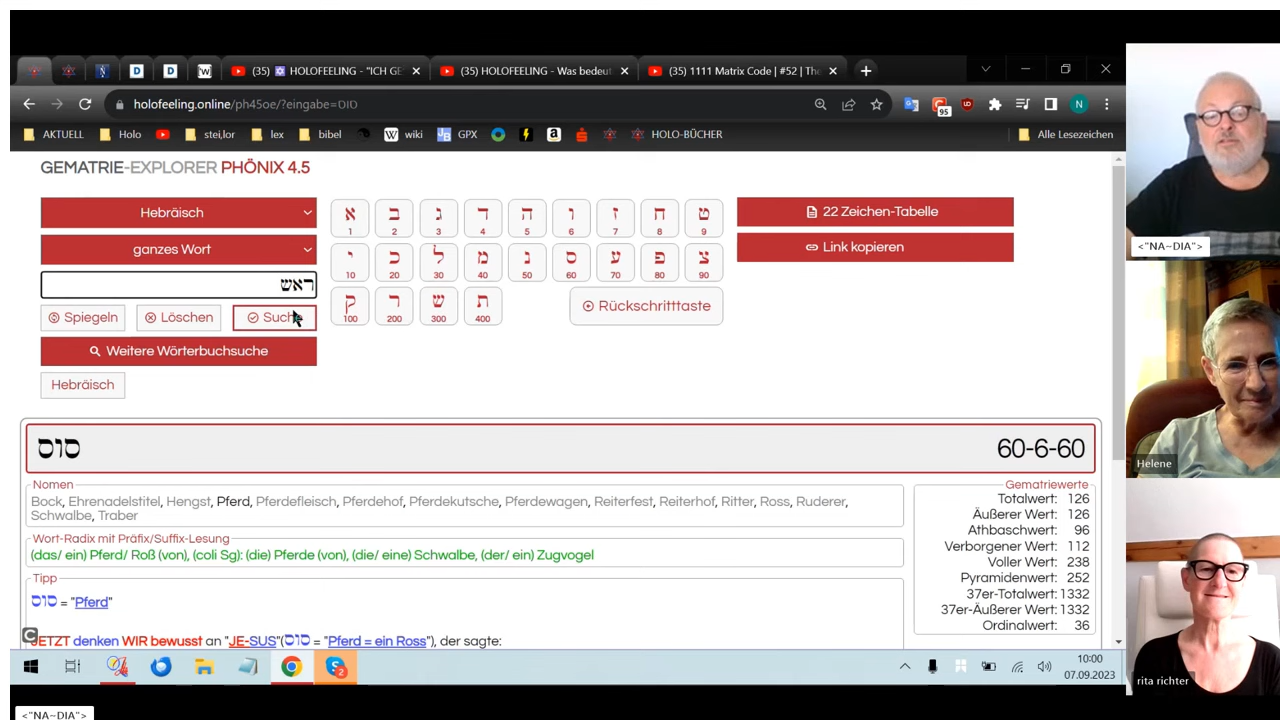 (35) ✡ HOLOFEELING - "ICH GE
(35) HOLOFEELING - Was bedeut
(35) 1111 Matrix Code | #52 | The
holofeeling.online/ph45oe/?eingabe=סוס
95
N
AKTUELL
Holo
stei,lor
lex
bibel
wiki
GPX
HOLO-BÜCHER
Alle Lesezeichen
GEMATRIE-EXPLORER PHÖNIX 4.5
Hebräisch
ganzes Wort
ראש
Spiegeln
Löschen
Suche
Weitere Wörterbuchsuche
Hebräisch
א ב ג ד ה ו ז ח ט
1 2 3 4 5 6 7 8 9
י כ ל מ נ ס ע פ צ
10 20 30 40 50 60 70 80 90
ק ר ש ת
100 200 300 400
Rückschritttaste
22 Zeichen-Tabelle
Link kopieren
סוס
60-6-60
Nomen
Bock, Ehrenadelstitel, Hengst, Pferd, Pferdefleisch, Pferdehof, Pferdekutsche, Pferdewagen, Reiterfest, Reiterhof, Ritter, Ross, Ruderer,
Schwalbe, Traber
Wort-Radix mit Präfix/Suffix-Lesung
(das/ ein) Pferd/ Roß (von), (coli Sg): (die) Pferde (von), (die/ eine) Schwalbe, (der/ ein) Zugvogel
Tipp
סוס = "Pferd"
JETZT denken WIR bewusst an "JE-SUS"(סוס = "Pferd = ein Ross"), der sagte:
Gematriewerte
Totalwert: 126
Äußerer Wert: 126
Athbaschwert: 96
Verborgener Wert: 112
Voller Wert: 238
Pyramidenwert: 252
37er-Totalwert: 1332
37er-Äußerer Wert: 1332
Ordinalwert: 36
10:00
07.09.2023
<"NA~DIA">
Helene
rita richter
<"NA~DIA">